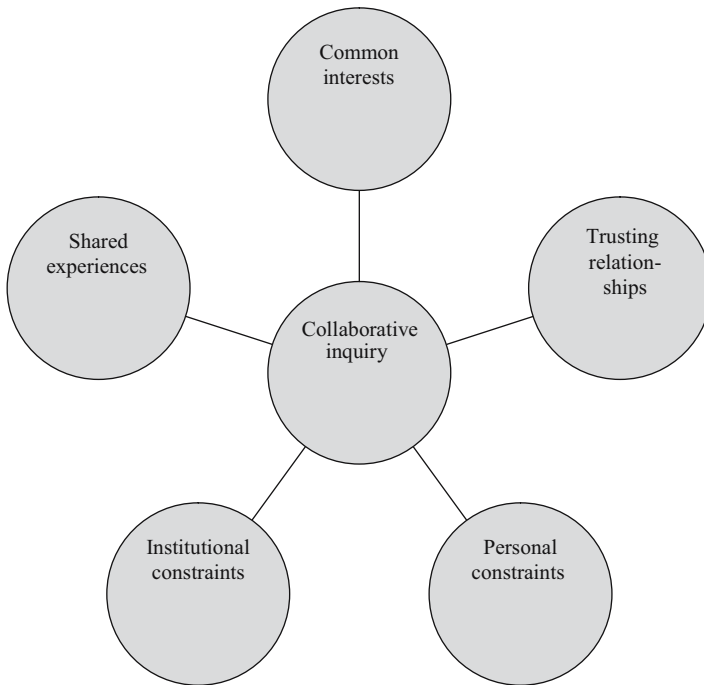 Common
interests
Shared
experiences
Trusting
relation-
ships
Collaborative
inquiry
Institutional
constraints
Personal
constraints